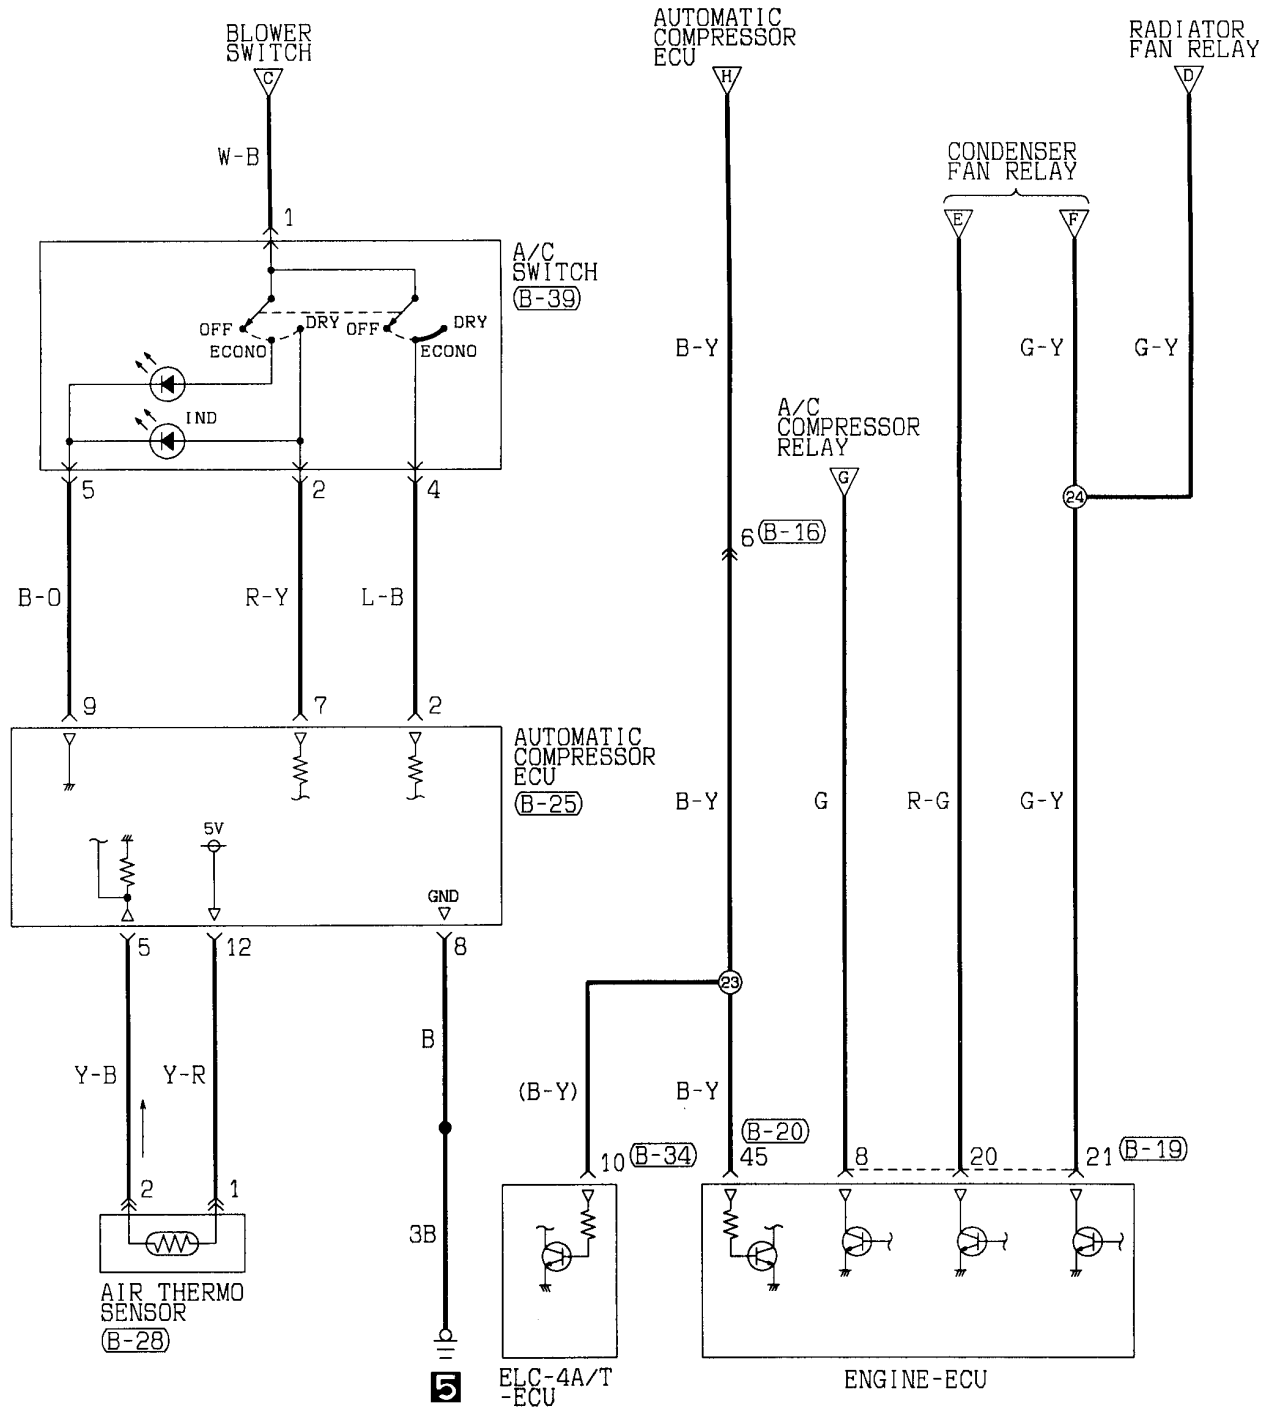 BLOWER
SWITCH
C
AUTOMATIC
COMPRESSOR
ECU
H
RADIATOR
FAN RELAY
D
W-B
CONDENSER
FAN RELAY
E
F
1
A/C
SWITCH
B-39
OFF
DRY
ECONO
OFF
DRY
ECONO
IND
B-Y
G-Y
G-Y
A/C
COMPRESSOR
RELAY
G
5
2
4
24
6
B-16
B-O
R-Y
L-B
9
7
2
AUTOMATIC
COMPRESSOR
ECU
B-25
5V
GND
B-Y
G
R-G
G-Y
5
12
8
23
B
Y-B
Y-R
(B-Y)
B-Y
B-20
2
1
10
B-34
45
8
20
21
B-19
3B
AIR THERMO
SENSOR
B-28
5
ELC-4A/T
-ECU
ENGINE-ECU